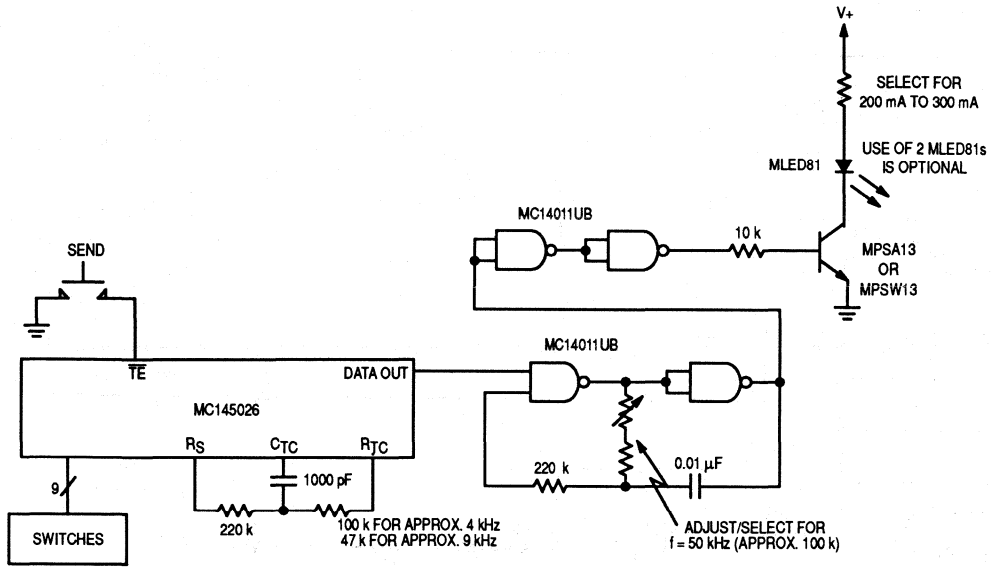 V+
SELECT FOR
200 mA TO 300 mA
MLED81
USE OF 2 MLED81s
IS OPTIONAL
MC14011UB
10 k
MPSA13
OR
MPSW13
SEND
TE
DATA OUT
MC145026
RS
CTC
RTC
MC14011UB
9
1000 pF
220 k
100 k FOR APPROX. 4 kHz
47 k FOR APPROX. 9 kHz
220 k
0.01 µF
ADJUST/SELECT FOR
f = 50 kHz (APPROX. 100 k)
SWITCHES